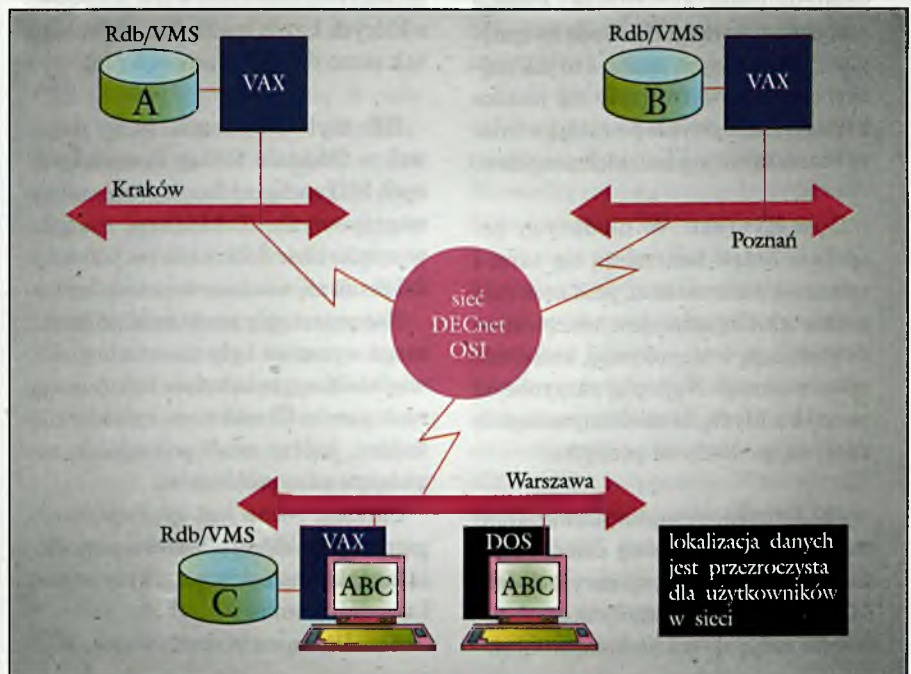 Rdb/VMS
A
VAX
Kraków
Rdb/VMS
B
VAX
Poznań
sieć
DECnet
OSI
Warszawa
Rdb/VMS
C
VAX
ABC
DOS
ABC
lokalizacja danych
jest przezroczysta
dla użytkowników
w sieci